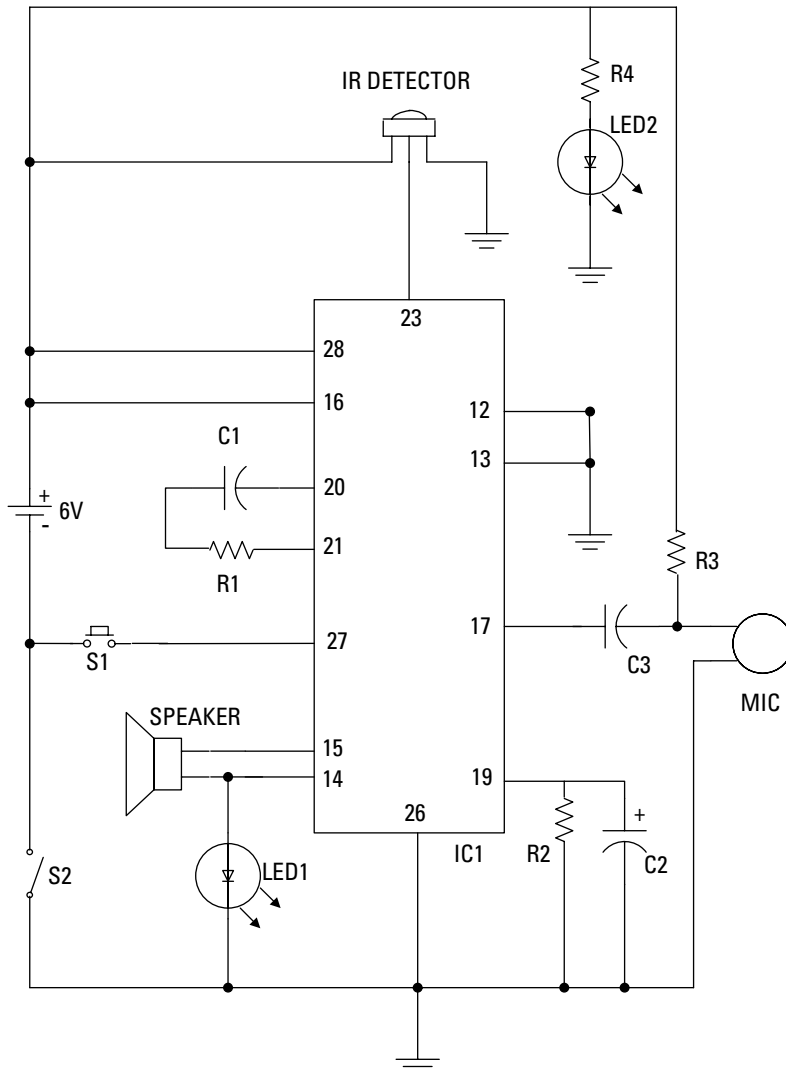 R4
IR DETECTOR
LED2
23
28
16
12
C1
13
20
+
6V
-
21
R3
R1
17
27
S1
C3
MIC
SPEAKER
15
14
19
26
+
S2
LED1
IC1
R2
C2